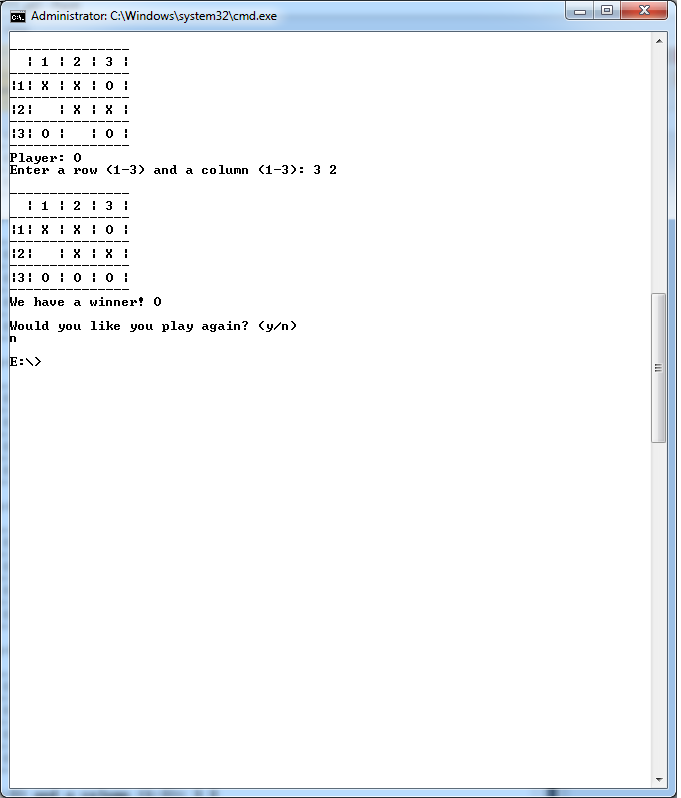 Administrator: C:\Windows\system32\cmd.exe
---------------
  ¦ 1 ¦ 2 ¦ 3 ¦
---------------
¦1¦ X ¦ X ¦ O ¦
---------------
¦2¦   ¦ X ¦ X ¦
---------------
¦3¦ O ¦   ¦ O ¦
---------------
Player: O
Enter a row (1-3) and a column (1-3): 3 2
---------------
  ¦ 1 ¦ 2 ¦ 3 ¦
---------------
¦1¦ X ¦ X ¦ O ¦
---------------
¦2¦   ¦ X ¦ X ¦
---------------
¦3¦ O ¦ O ¦ O ¦
---------------
We have a winner! O
Would you like you play again? (y/n)
n
E:\>